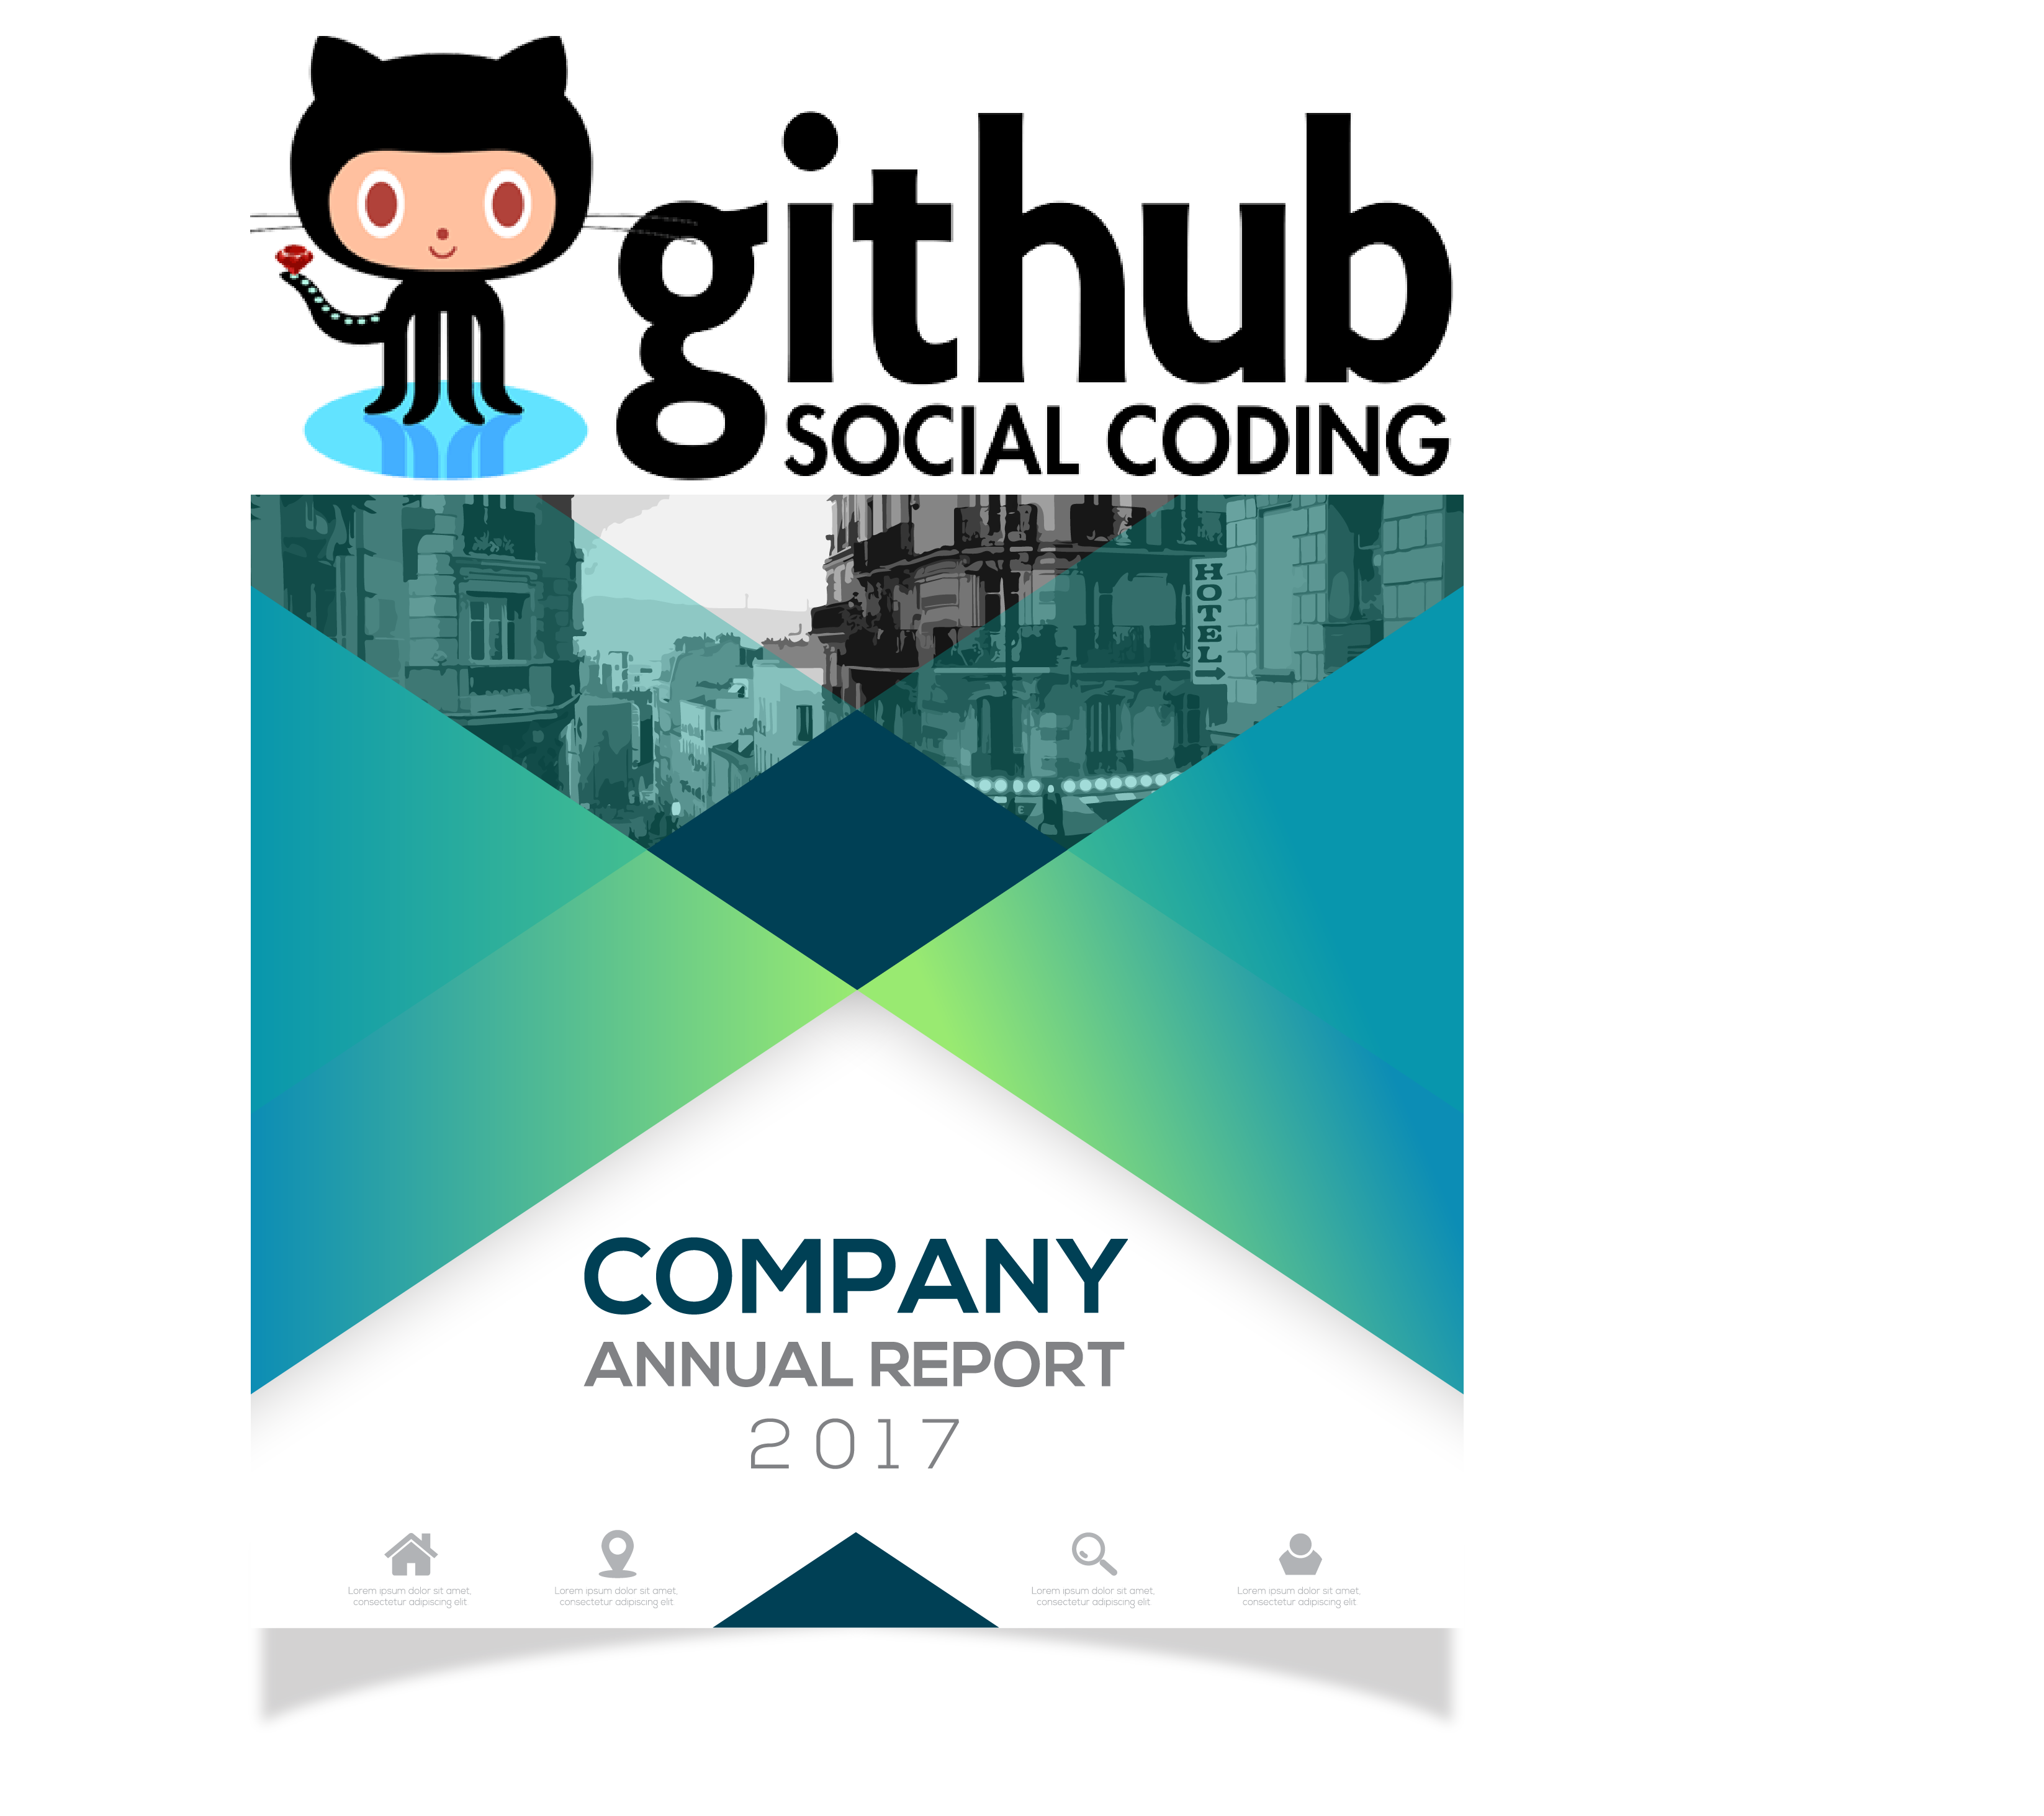 github
SOCIAL CODING
HOTEL
COMPANY
ANNUAL REPORT
2017
Lorem ipsum dolor sit amet,
consectetur adipiscing elit
Lorem ipsum dolor sit amet,
consectetur adipiscing elit
Lorem ipsum dolor sit amet,
consectetur adipiscing elit
Lorem ipsum dolor sit amet,
consectetur adipiscing elit